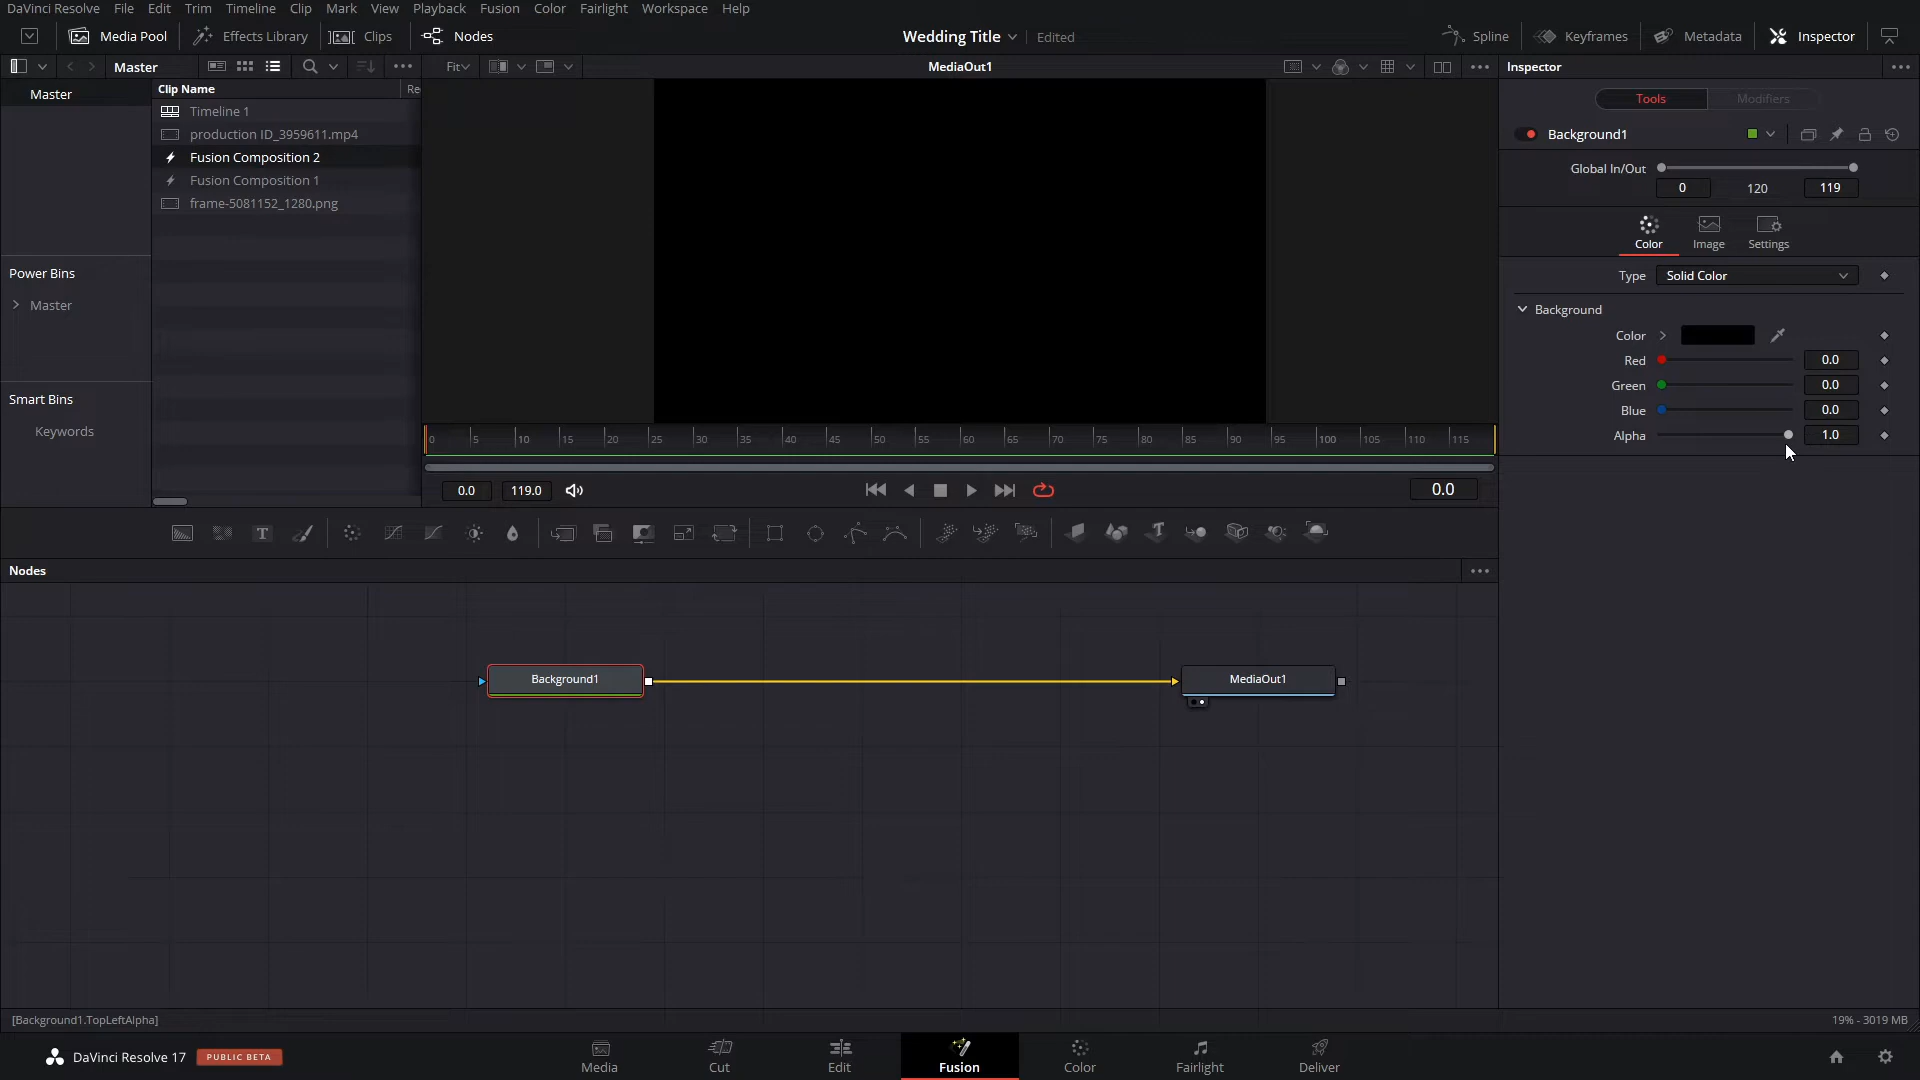 DaVinci Resolve File Edit Trim Timeline Clip Mark View Playback Fusion Color Fairlight Workspace Help
Media Pool Effects Library Clips Nodes Wedding Title Edited Spline Keyframes Metadata Inspector
Master Fit MediaOut1 Inspector
Master
Clip Name Re
Timeline 1
production ID_3959611.mp4
Fusion Composition 2
Fusion Composition 1
frame-5081152_1280.png
Power Bins
Master
Smart Bins
Keywords
Tools Modifiers
Background1
Global In/Out
0 120 119
Color Image Settings
Type Solid Color
Background
Color
Red 0.0
Green 0.0
Blue 0.0
Alpha 1.0
0 5 10 15 20 25 30 35 40 45 50 55 60 65 70 75 80 85 90 95 100 105 110 115
0.0 119.0 0.0
T
Nodes
Background1 MediaOut1
[Background1.TopLeftAlpha] 19% - 3019 MB
DaVinci Resolve 17 PUBLIC BETA Media Cut Edit Fusion Color Fairlight Deliver